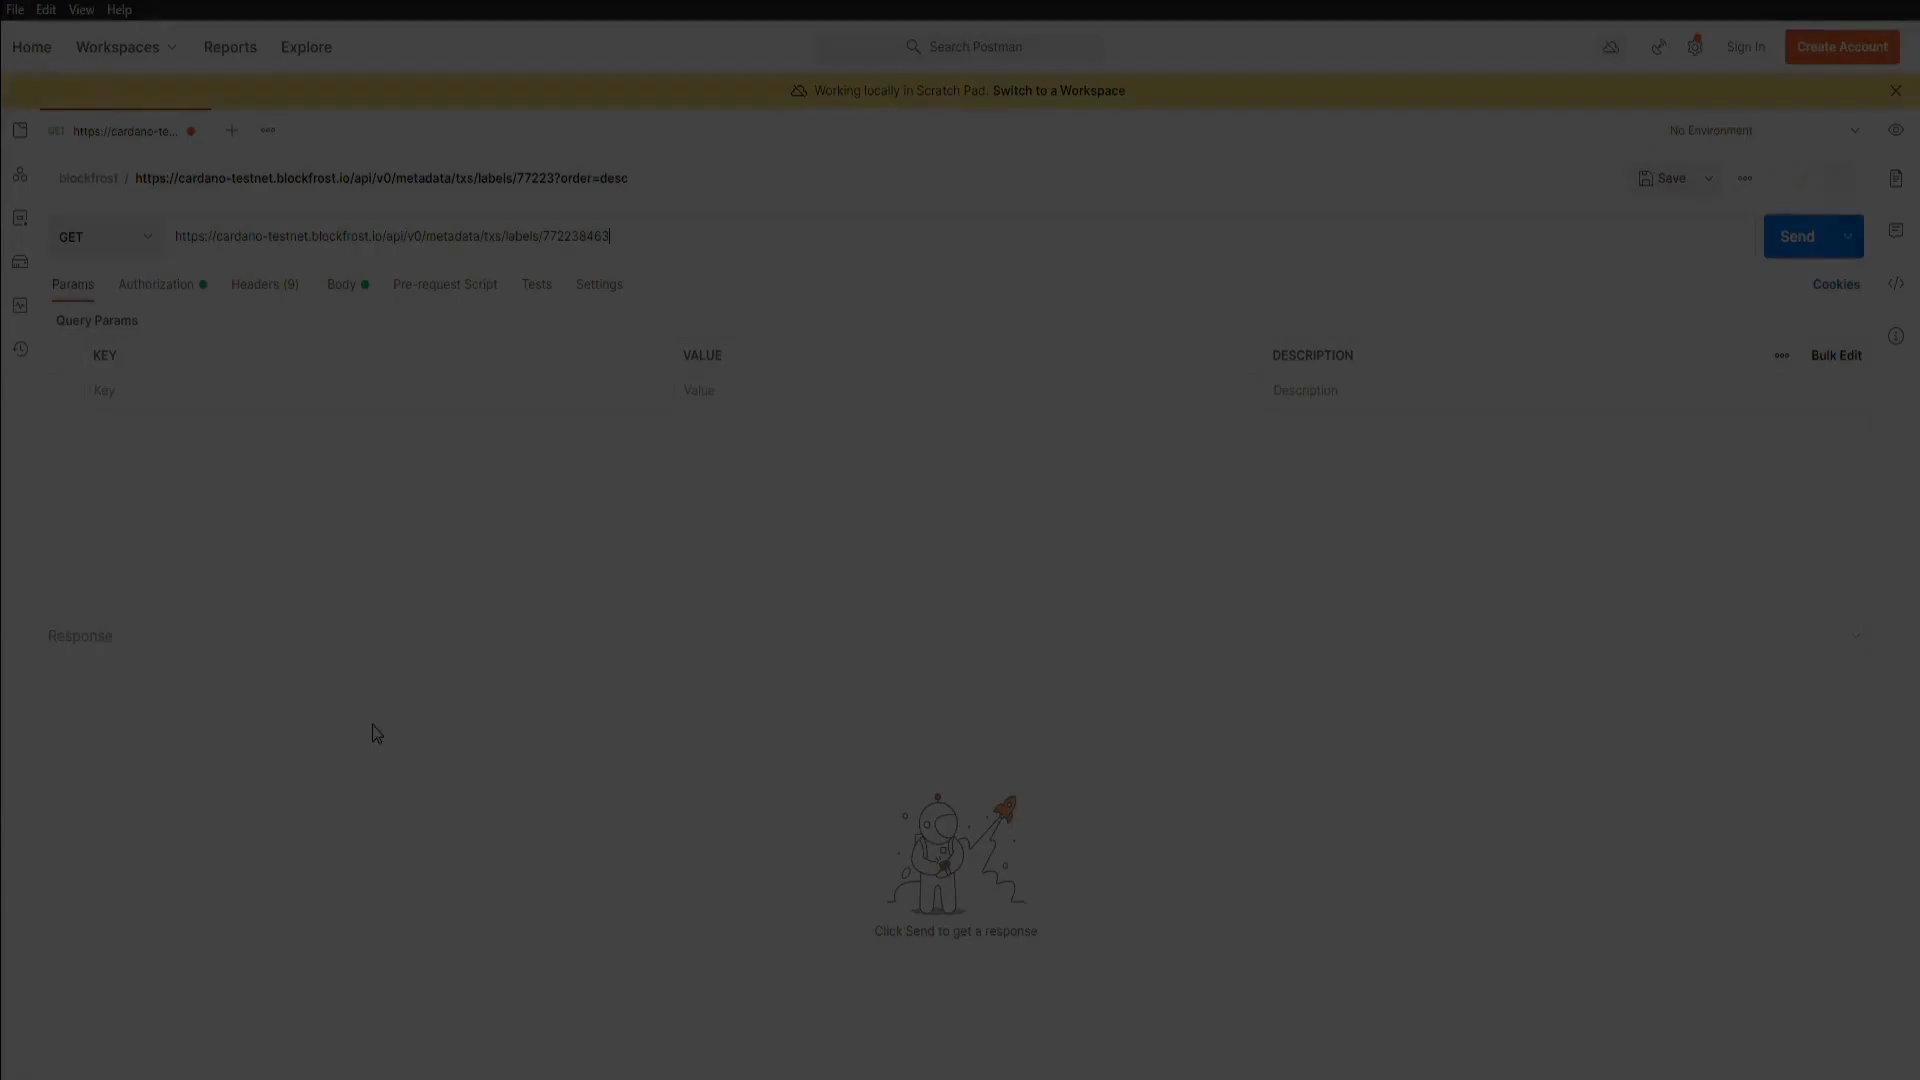 File Edit View Help
Home Workspaces Reports Explore Search Postman Sign In Create Account
Working locally in Scratch Pad. Switch to a Workspace
GET https://cardano-te... No Environment
blockfrost / https://cardano-testnet.blockfrost.io/api/v0/metadata/txs/labels/77223?order=desc Save
GET https://cardano-testnet.blockfrost.io/api/v0/metadata/txs/labels/772238463 Send
Params Authorization Headers (9) Body Pre-request Script Tests Settings Cookies
Query Params
KEY VALUE DESCRIPTION Bulk Edit
Key Value Description
Response
Click Send to get a response